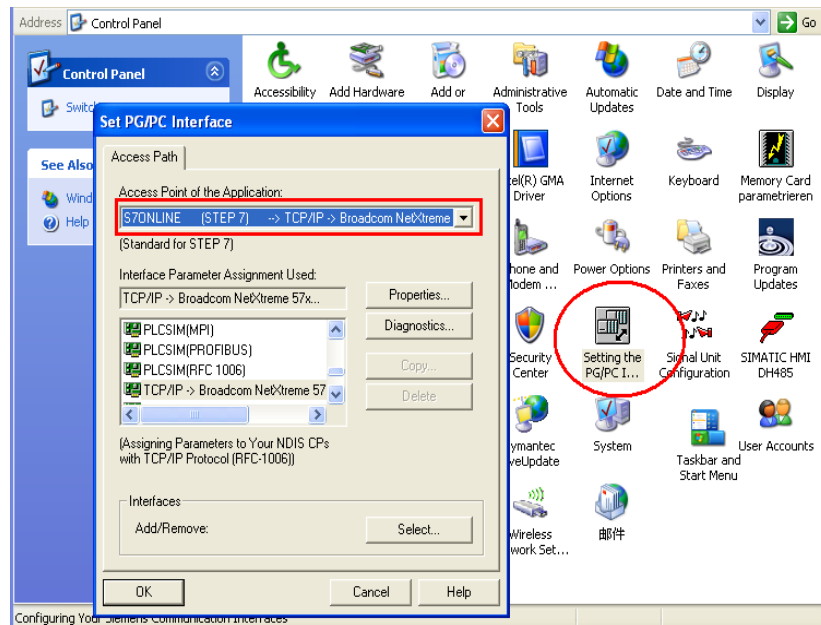 Address Control Panel Go
Control Panel
Switc
See Also
Wind
Help
Accessibility
Add Hardware
Add or
Administrative
Tools
Automatic
Updates
Date and Time
Display
tel(R) GMA
Driver
Internet
Options
Keyboard
Memory Card
parametrieren
hone and
Modem ...
Power Options
Printers and
Faxes
Program
Updates
Security
Center
Setting the
PG/PC I...
Signal Unit
Configuration
SIMATIC HMI
DH485
ymantec
veUpdate
System
Taskbar and
Start Menu
User Accounts
Wireless
work Set...
邮件
Set PG/PC Interface
Access Path
Access Point of the Application:
S7ONLINE (STEP 7) --> TCP/IP -> Broadcom NetXtreme
(Standard for STEP 7)
Interface Parameter Assignment Used:
TCP/IP -> Broadcom NetXtreme 57x...
Properties...
PLCSIM(MPI)
PLCSIM(PROFIBUS)
PLCSIM(RFC 1006)
TCP/IP -> Broadcom NetXtreme 57
Diagnostics...
Copy...
Delete
(Assigning Parameters to Your NDIS CPs
with TCP/IP Protocol (RFC-1006))
Interfaces
Add/Remove:
Select...
OK
Cancel
Help
Configuring Your Siemens Communication Interfaces